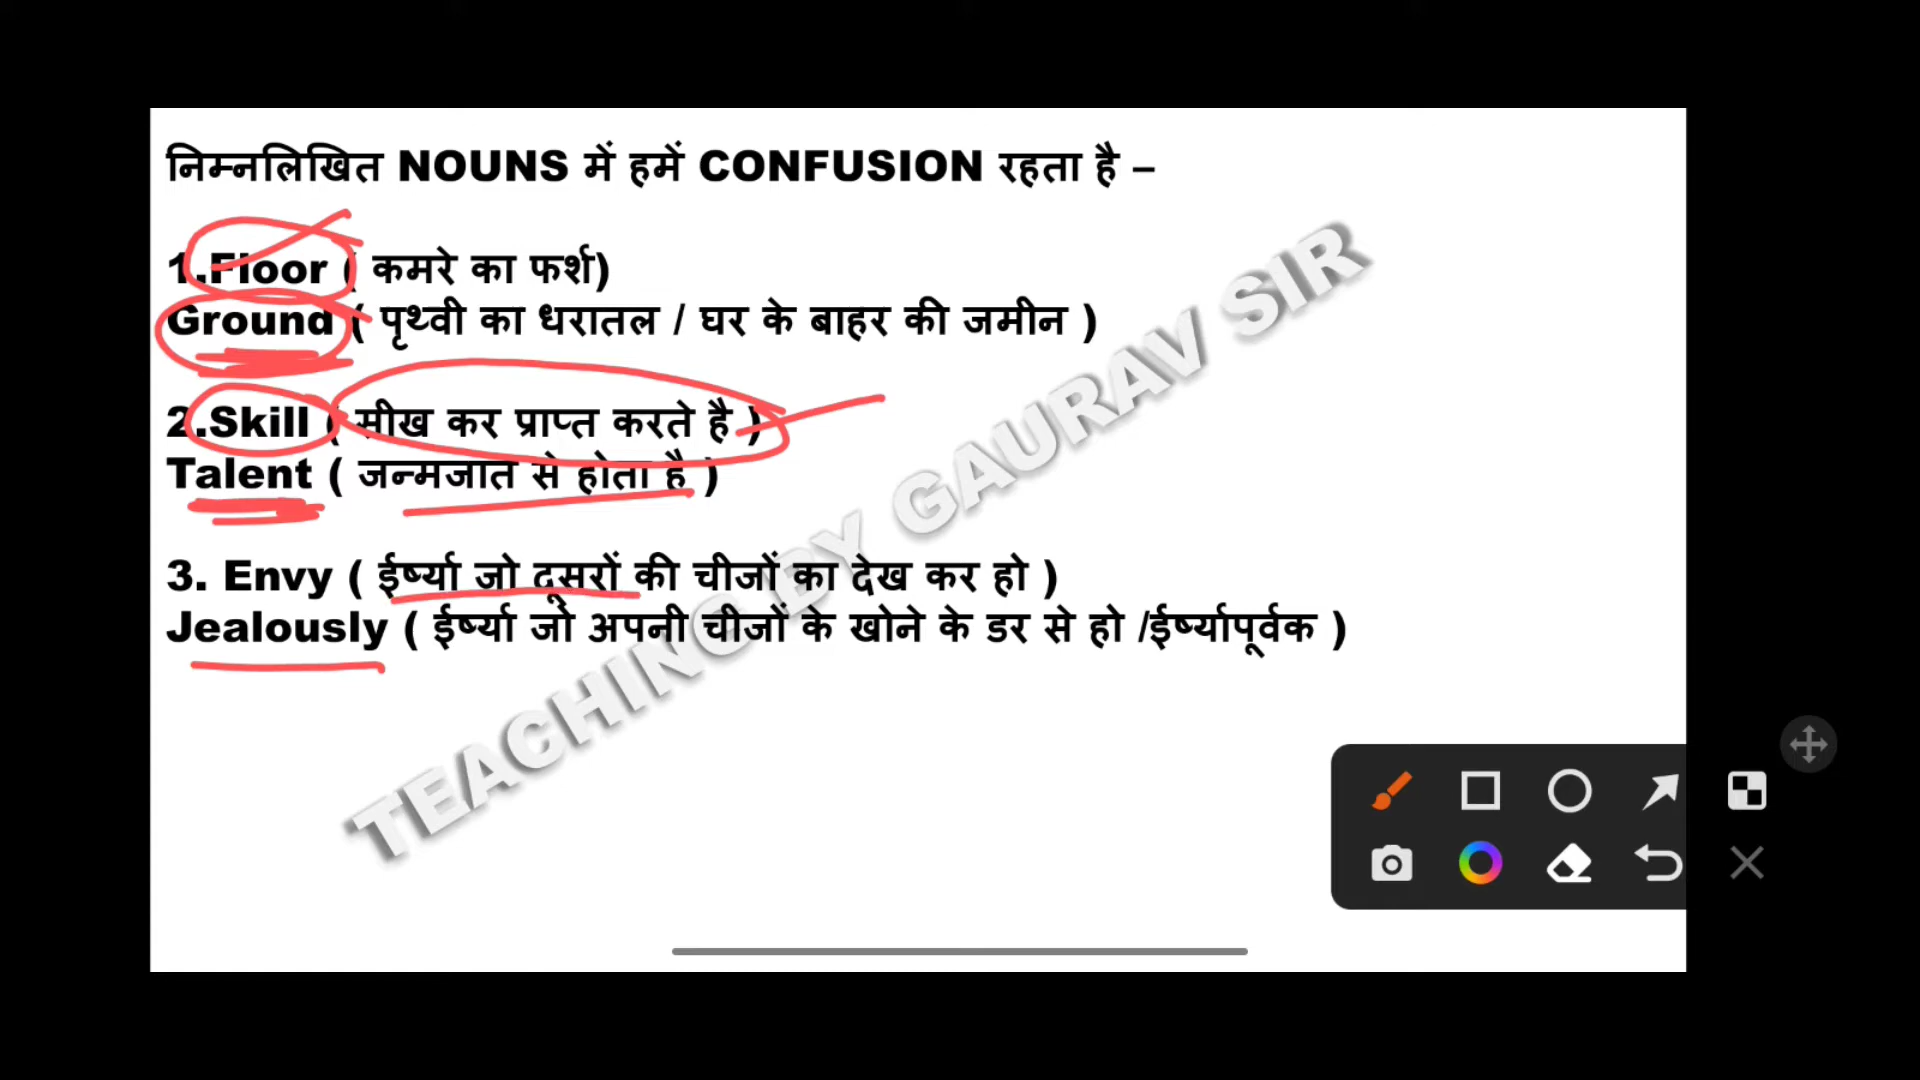 निम्नलिखित NOUNS में हमें CONFUSION रहता है –
1.Floor ( कमरे का फर्श)
Ground ( पृथ्वी का धरातल / घर के बाहर की जमीन )
2.Skill ( सीख कर प्राप्त करते है )
Talent ( जन्मजात से होता है )
3. Envy ( ईर्ष्या जो दूसरों की चीजों का देख कर हो )
Jealously ( ईर्ष्या जो अपनी चीजों के खोने के डर से हो /ईर्ष्यापूर्वक )
TEACHING BY GAURAV SIR